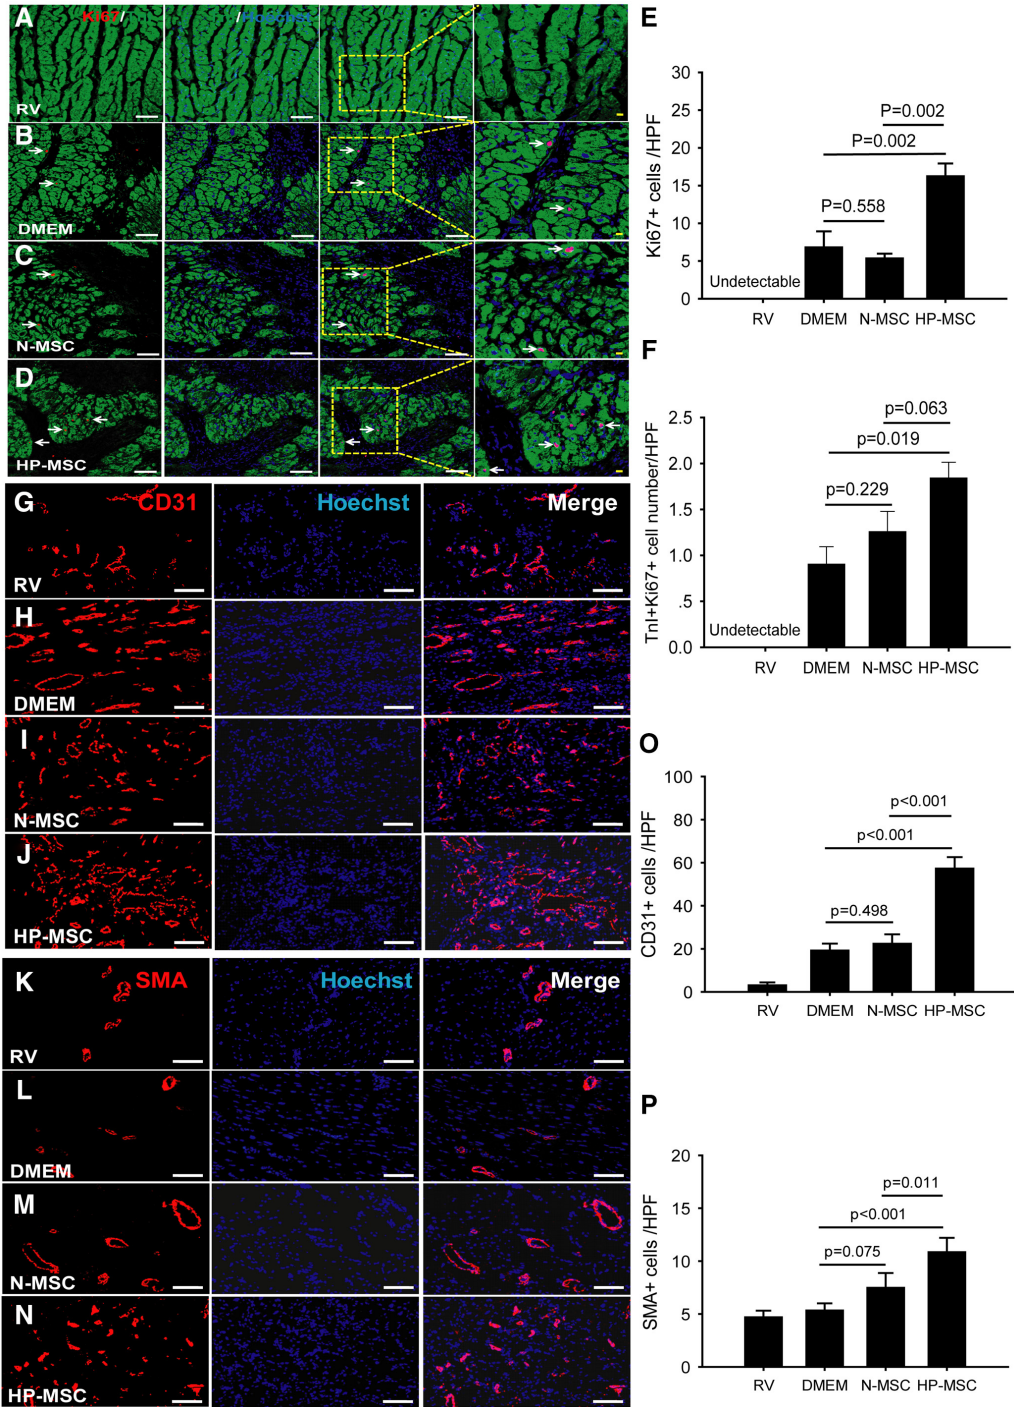 A Ki67/ /Hoechst
RV
B
DMEM
C
N-MSC
D
HP-MSC
E
Ki67+ cells /HPF
30
25
20
15
10
5
0
P=0.002
P=0.002
P=0.558
Undetectable
RV DMEM N-MSC HP-MSC
F
TnI+Ki67+ cell number/HPF
2.5
2.0
1.5
1.0
.5
0.0
p=0.063
p=0.019
p=0.229
Undetectable
RV DMEM N-MSC HP-MSC
G CD31 Hoechst Merge
RV
H
DMEM
I
N-MSC
J
HP-MSC
K SMA Hoechst Merge
RV
L
DMEM
M
N-MSC
N
HP-MSC
O
CD31+ cells /HPF
100
80
60
40
20
0
p<0.001
p<0.001
p=0.498
RV DMEM N-MSC HP-MSC
P
SMA+ cells /HPF
20
15
10
5
0
p=0.011
p<0.001
p=0.075
RV DMEM N-MSC HP-MSC